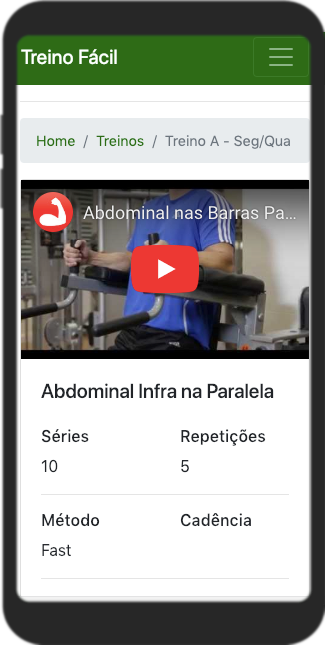 Treino Fácil
Home / Treinos / Treino A - Seg/Qua
Abdominal nas Barras Pa...
Abdominal Infra na Paralela
Séries Repetições
10 5
Método Cadência
Fast